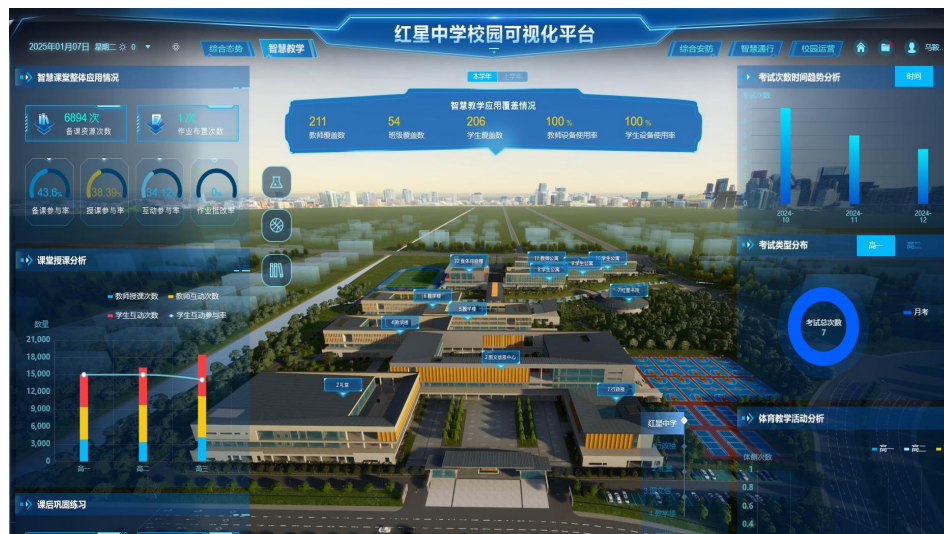 红星中学校园可视化平台
2025年01月07日 星期二 0
综合态势
智慧教学
综合安防
智慧通行
校园运营
马毅...
智慧课堂整体应用情况
6894 次
备课资源次数
1 次
作业布置次数
43.6%
备课参与率
38.39%
授课参与率
34.12%
互动参与率
0%
作业批改率
课堂授课分析
教师授课次数
教师互动次数
学生互动次数
学生互动参与率
数量
21,000
18,000
15,000
12,000
9,000
6,000
3,000
0
高一
高二
高三
课后巩固练习
本学年
上学年
智慧教学应用覆盖情况
211
教师覆盖数
54
班级覆盖数
206
学生覆盖数
100 %
教师设备使用率
100 %
学生设备使用率
3.图文信息中心
2.礼堂
红星中学
考试次数时间趋势分析
时间
考试次数
0
2024-10
2024-11
2024-12
考试类型分布
高一
高二
考试总次数
7
月考
体育教学活动分析
高一
高二
体测次数
1
0.8
0.6
0.4